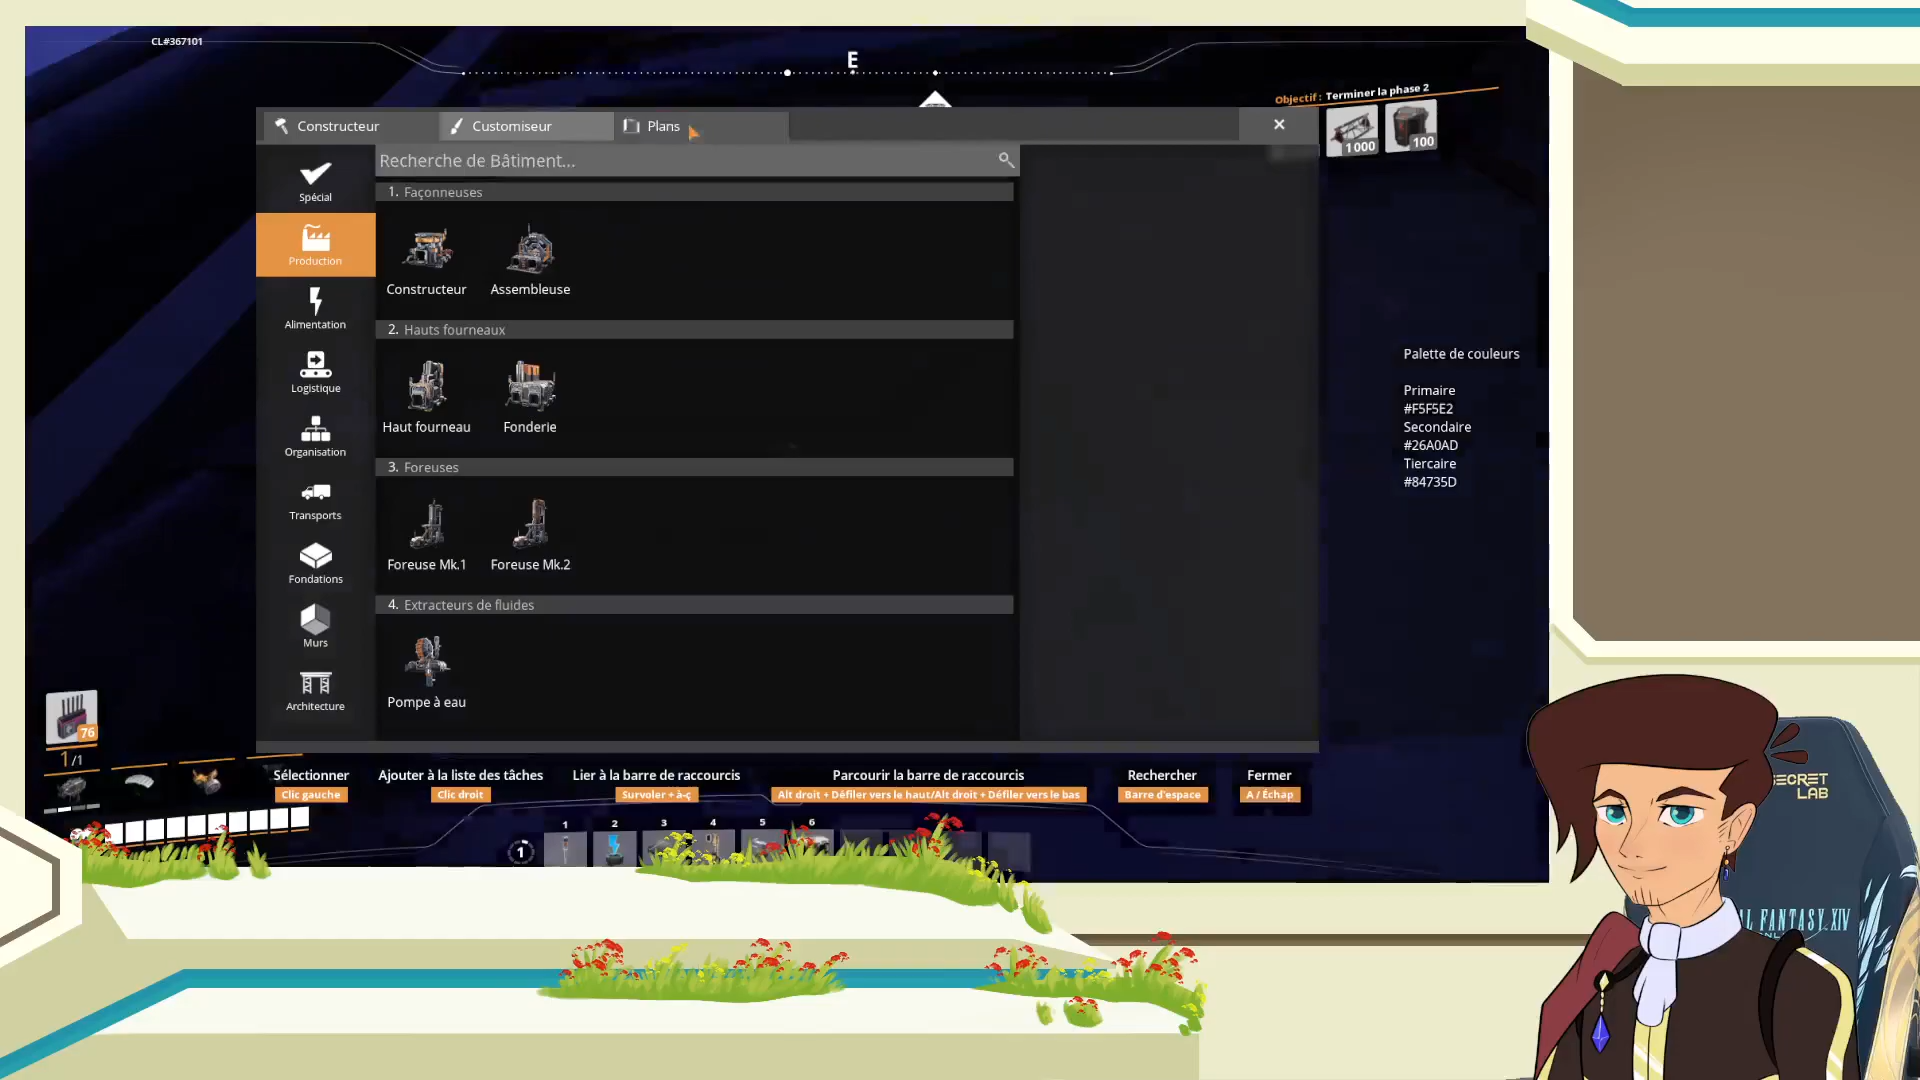 CL#367101
E
Objectif : Terminer la phase 2
1000
100
Constructeur
Customiseur
Plans
Recherche de Bâtiment...
Spécial
Production
Alimentation
Logistique
Organisation
Transports
Fondations
Murs
Architecture
1. Façonneuses
Constructeur
Assembleuse
2. Hauts fourneaux
Haut fourneau
Fonderie
3. Foreuses
Foreuse Mk.1
Foreuse Mk.2
4. Extracteurs de fluides
Pompe à eau
Palette de couleurs
Primaire
#F5F5E2
Secondaire
#26A0AD
Tiercaire
#84735D
76
1/1
Sélectionner
Clic gauche
Ajouter à la liste des tâches
Clic droit
Lier à la barre de raccourcis
Survoler + à-ç
Parcourir la barre de raccourcis
Alt droit + Défiler vers le haut/Alt droit + Défiler vers le bas
Rechercher
Barre d'espace
Fermer
A / Échap
1
1
2
3
4
5
6
SECRET
LAB
AL FANTASY XIV